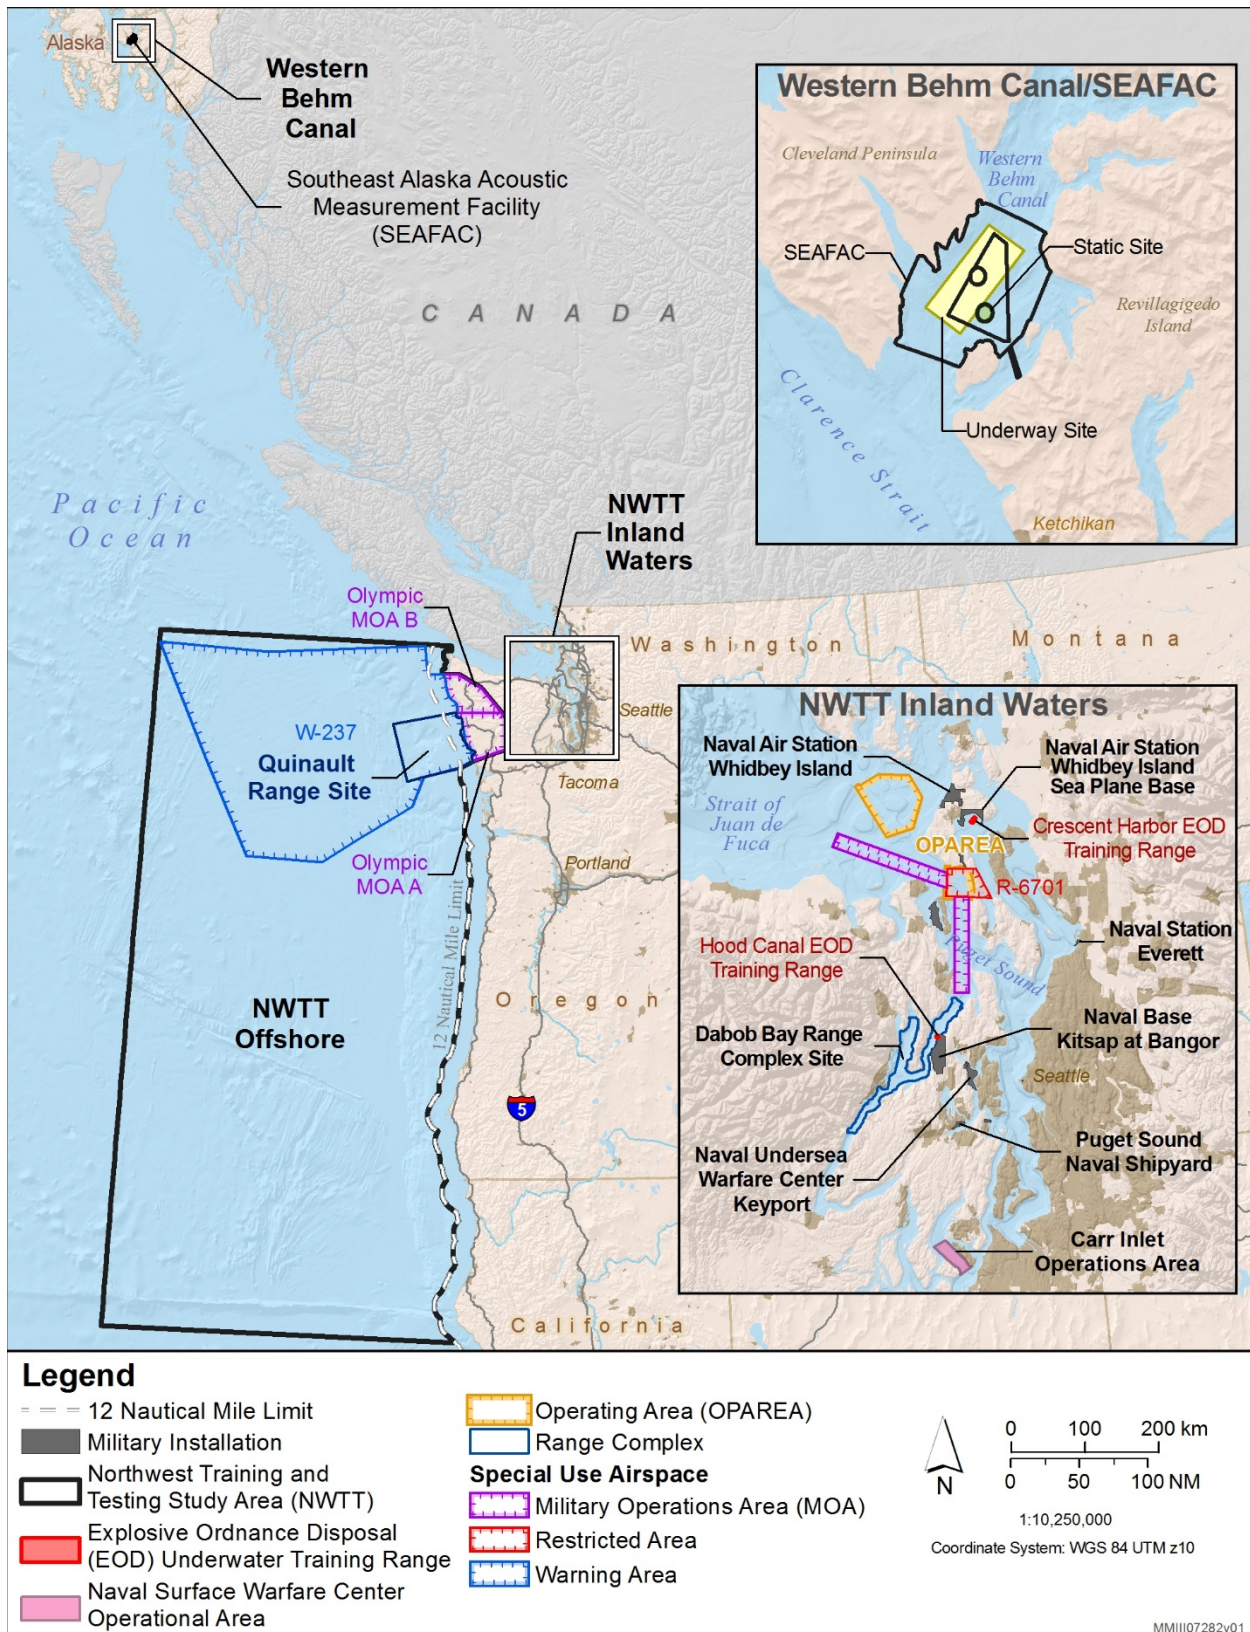 Alaska
Western
Behm
Canal
Southeast Alaska Acoustic
Measurement Facility
(SEAFAC)
CANADA
Pacific
Ocean
NWTT
Inland
Waters
Olympic
MOA B
Washington
Montana
Seattle
W-237
Quinault
Range Site
Tacoma
Olympic
MOA A
Portland
12 Nautical Mile Limit
NWTT
Offshore
Oregon
5
California
Western Behm Canal/SEAFAC
Cleveland Peninsula
Western
Behm
Canal
SEAFAC
Static Site
Revillagigedo
Island
Clarence Strait
Underway Site
Ketchikan
NWTT Inland Waters
Naval Air Station
Whidbey Island
Naval Air Station
Whidbey Island
Sea Plane Base
Strait of
Juan de
Fuca
Crescent Harbor EOD
Training Range
OPAREA
R-6701
Hood Canal EOD
Training Range
Puget Sound
Naval Station
Everett
Dabob Bay Range
Complex Site
Naval Base
Kitsap at Bangor
Seattle
Naval Undersea
Warfare Center
Keyport
Puget Sound
Naval Shipyard
Carr Inlet
Operations Area
Legend
12 Nautical Mile Limit
Military Installation
Northwest Training and
Testing Study Area (NWTT)
Explosive Ordnance Disposal
(EOD) Underwater Training Range
Naval Surface Warfare Center
Operational Area
Operating Area (OPAREA)
Range Complex
Special Use Airspace
Military Operations Area (MOA)
Restricted Area
Warning Area
N
0 100 200 km
0 50 100 NM
1:10,250,000
Coordinate System: WGS 84 UTM z10
MMIII07282v01